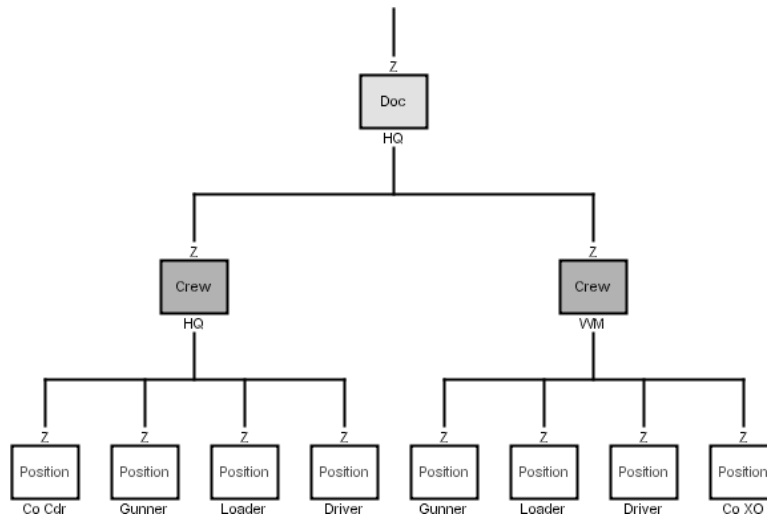 Z
Doc
HQ
Z Z
Crew Crew
HQ WM
Z Z Z Z Z Z Z Z
Position Position Position Position Position Position Position Position
Co Cdr Gunner Loader Driver Gunner Loader Driver Co XO